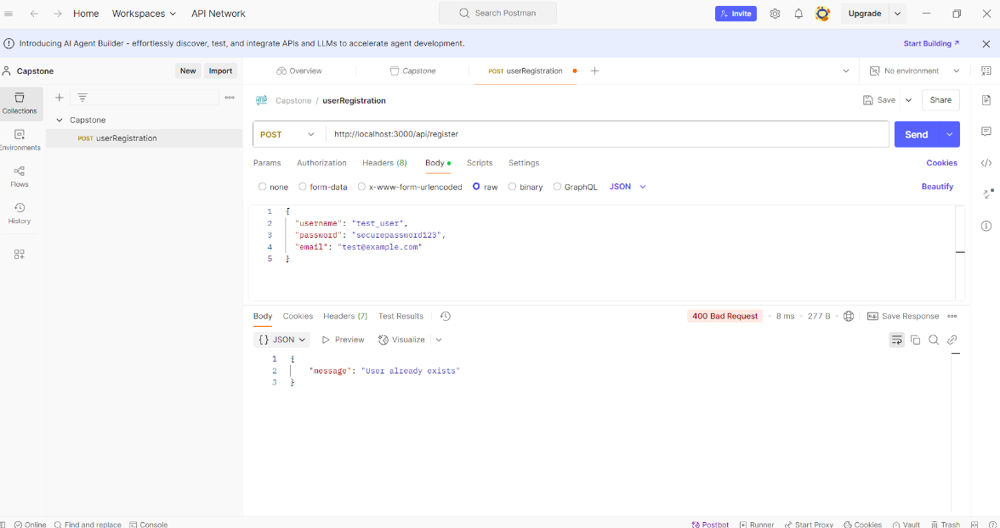 Home Workspaces API Network Search Postman Invite Upgrade
Introducing AI Agent Builder - effortlessly discover, test, and integrate APIs and LLMs to accelerate agent development. Start Building
Capstone New Import Overview Capstone POST userRegistration No environment
Collections
Capstone
POST userRegistration
Environments
Flows
History
HTTP Capstone / userRegistration Save Share
POST http://localhost:3000/api/register Send
Params Authorization Headers (8) Body Scripts Settings Cookies
none form-data x-www-form-urlencoded raw binary GraphQL JSON Beautify
1 {
2 "username": "test_user",
3 "password": "securepassword123",
4 "email": "test@example.com"
5 }
Body Cookies Headers (7) Test Results 400 Bad Request 8 ms 277 B Save Response
{} JSON Preview Visualize
1 {
2 "message": "User already exists"
3 }
Online Find and replace Console Postbot Runner Start Proxy Cookies Vault Trash